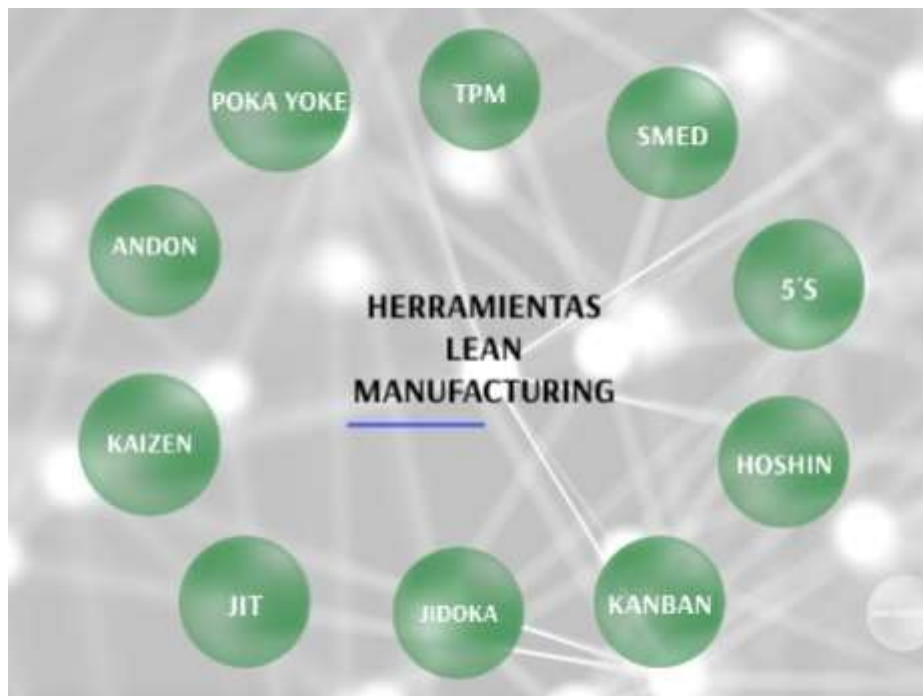 POKA YOKE
TPM
SMED
ANDON
5´S
HERRAMIENTAS
LEAN
MANUFACTURING
KAIZEN
HOSHIN
JIT
JIDOKA
KANBAN